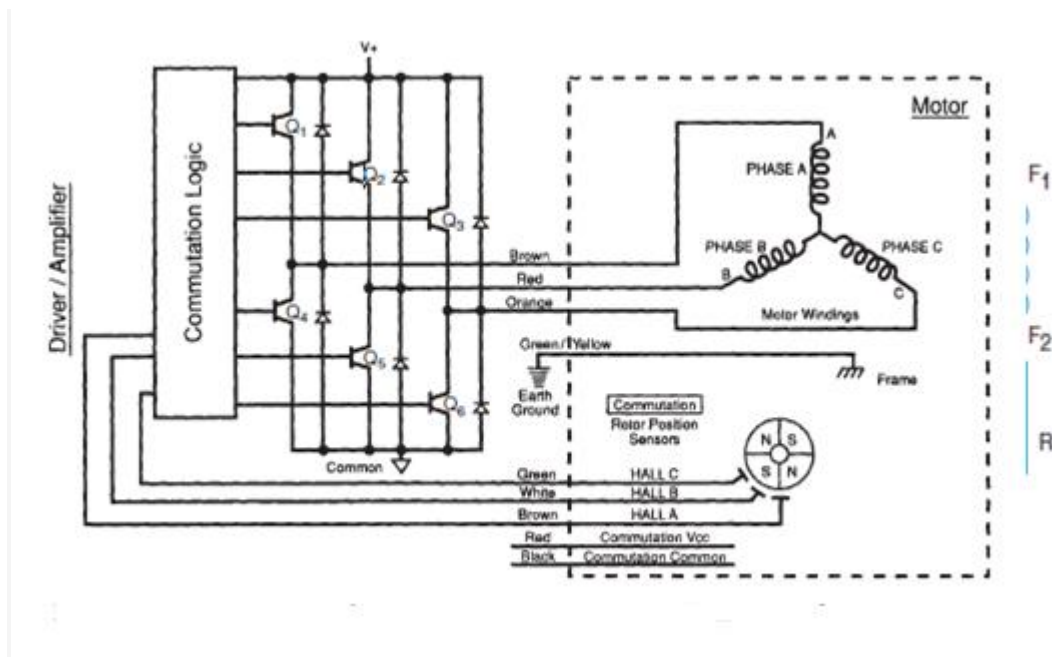 V+
Motor
Driver / Amplifier
Commutation Logic
Q1
Q2
Q3
Q4
Q5
Q6
A
PHASE A
PHASE B
PHASE C
B
C
Brown
Red
Orange
Motor Windings
Green/Yellow
Earth
Ground
Frame
Commutation
Rotor Position
Sensors
N S
S N
Common
Green HALL C
White HALL B
Brown HALL A
Red Commutation Vcc
Black Commutation Common
F1
F2
R